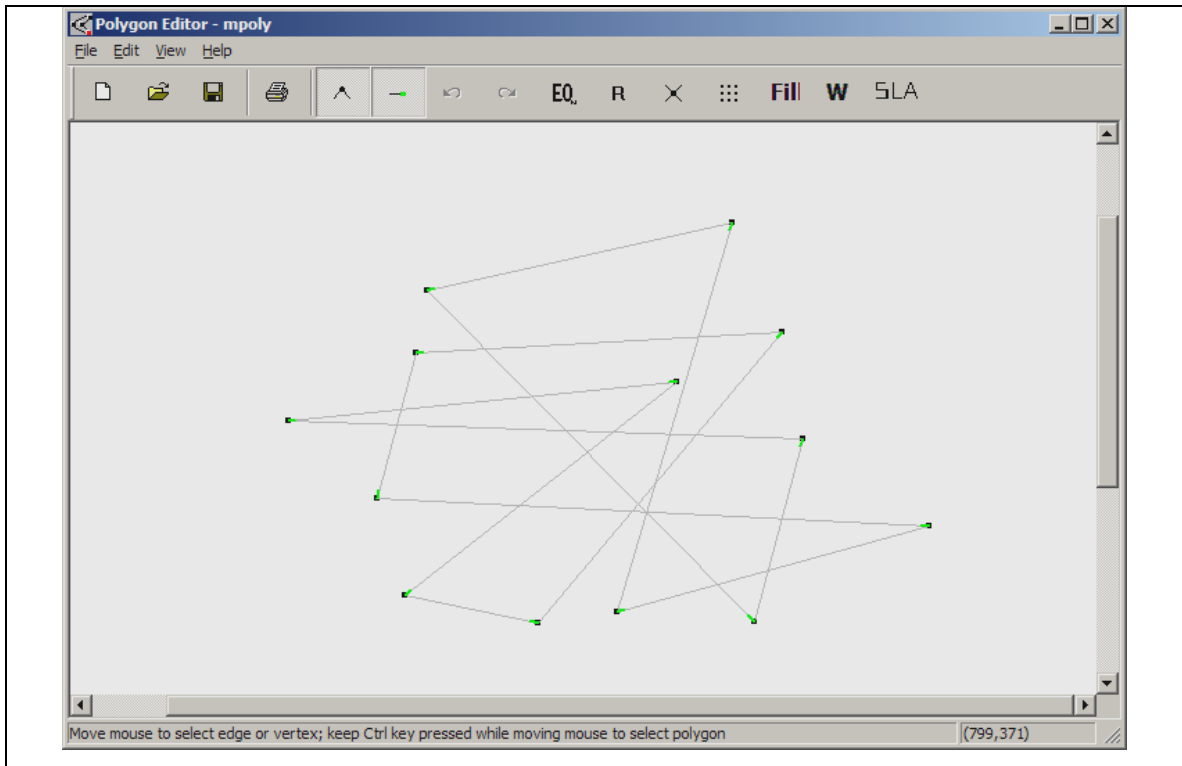 Polygon Editor - mpoly
File Edit View Help
EQN R Fill W SLA
Move mouse to select edge or vertex; keep Ctrl key pressed while moving mouse to select polygon (799,371)